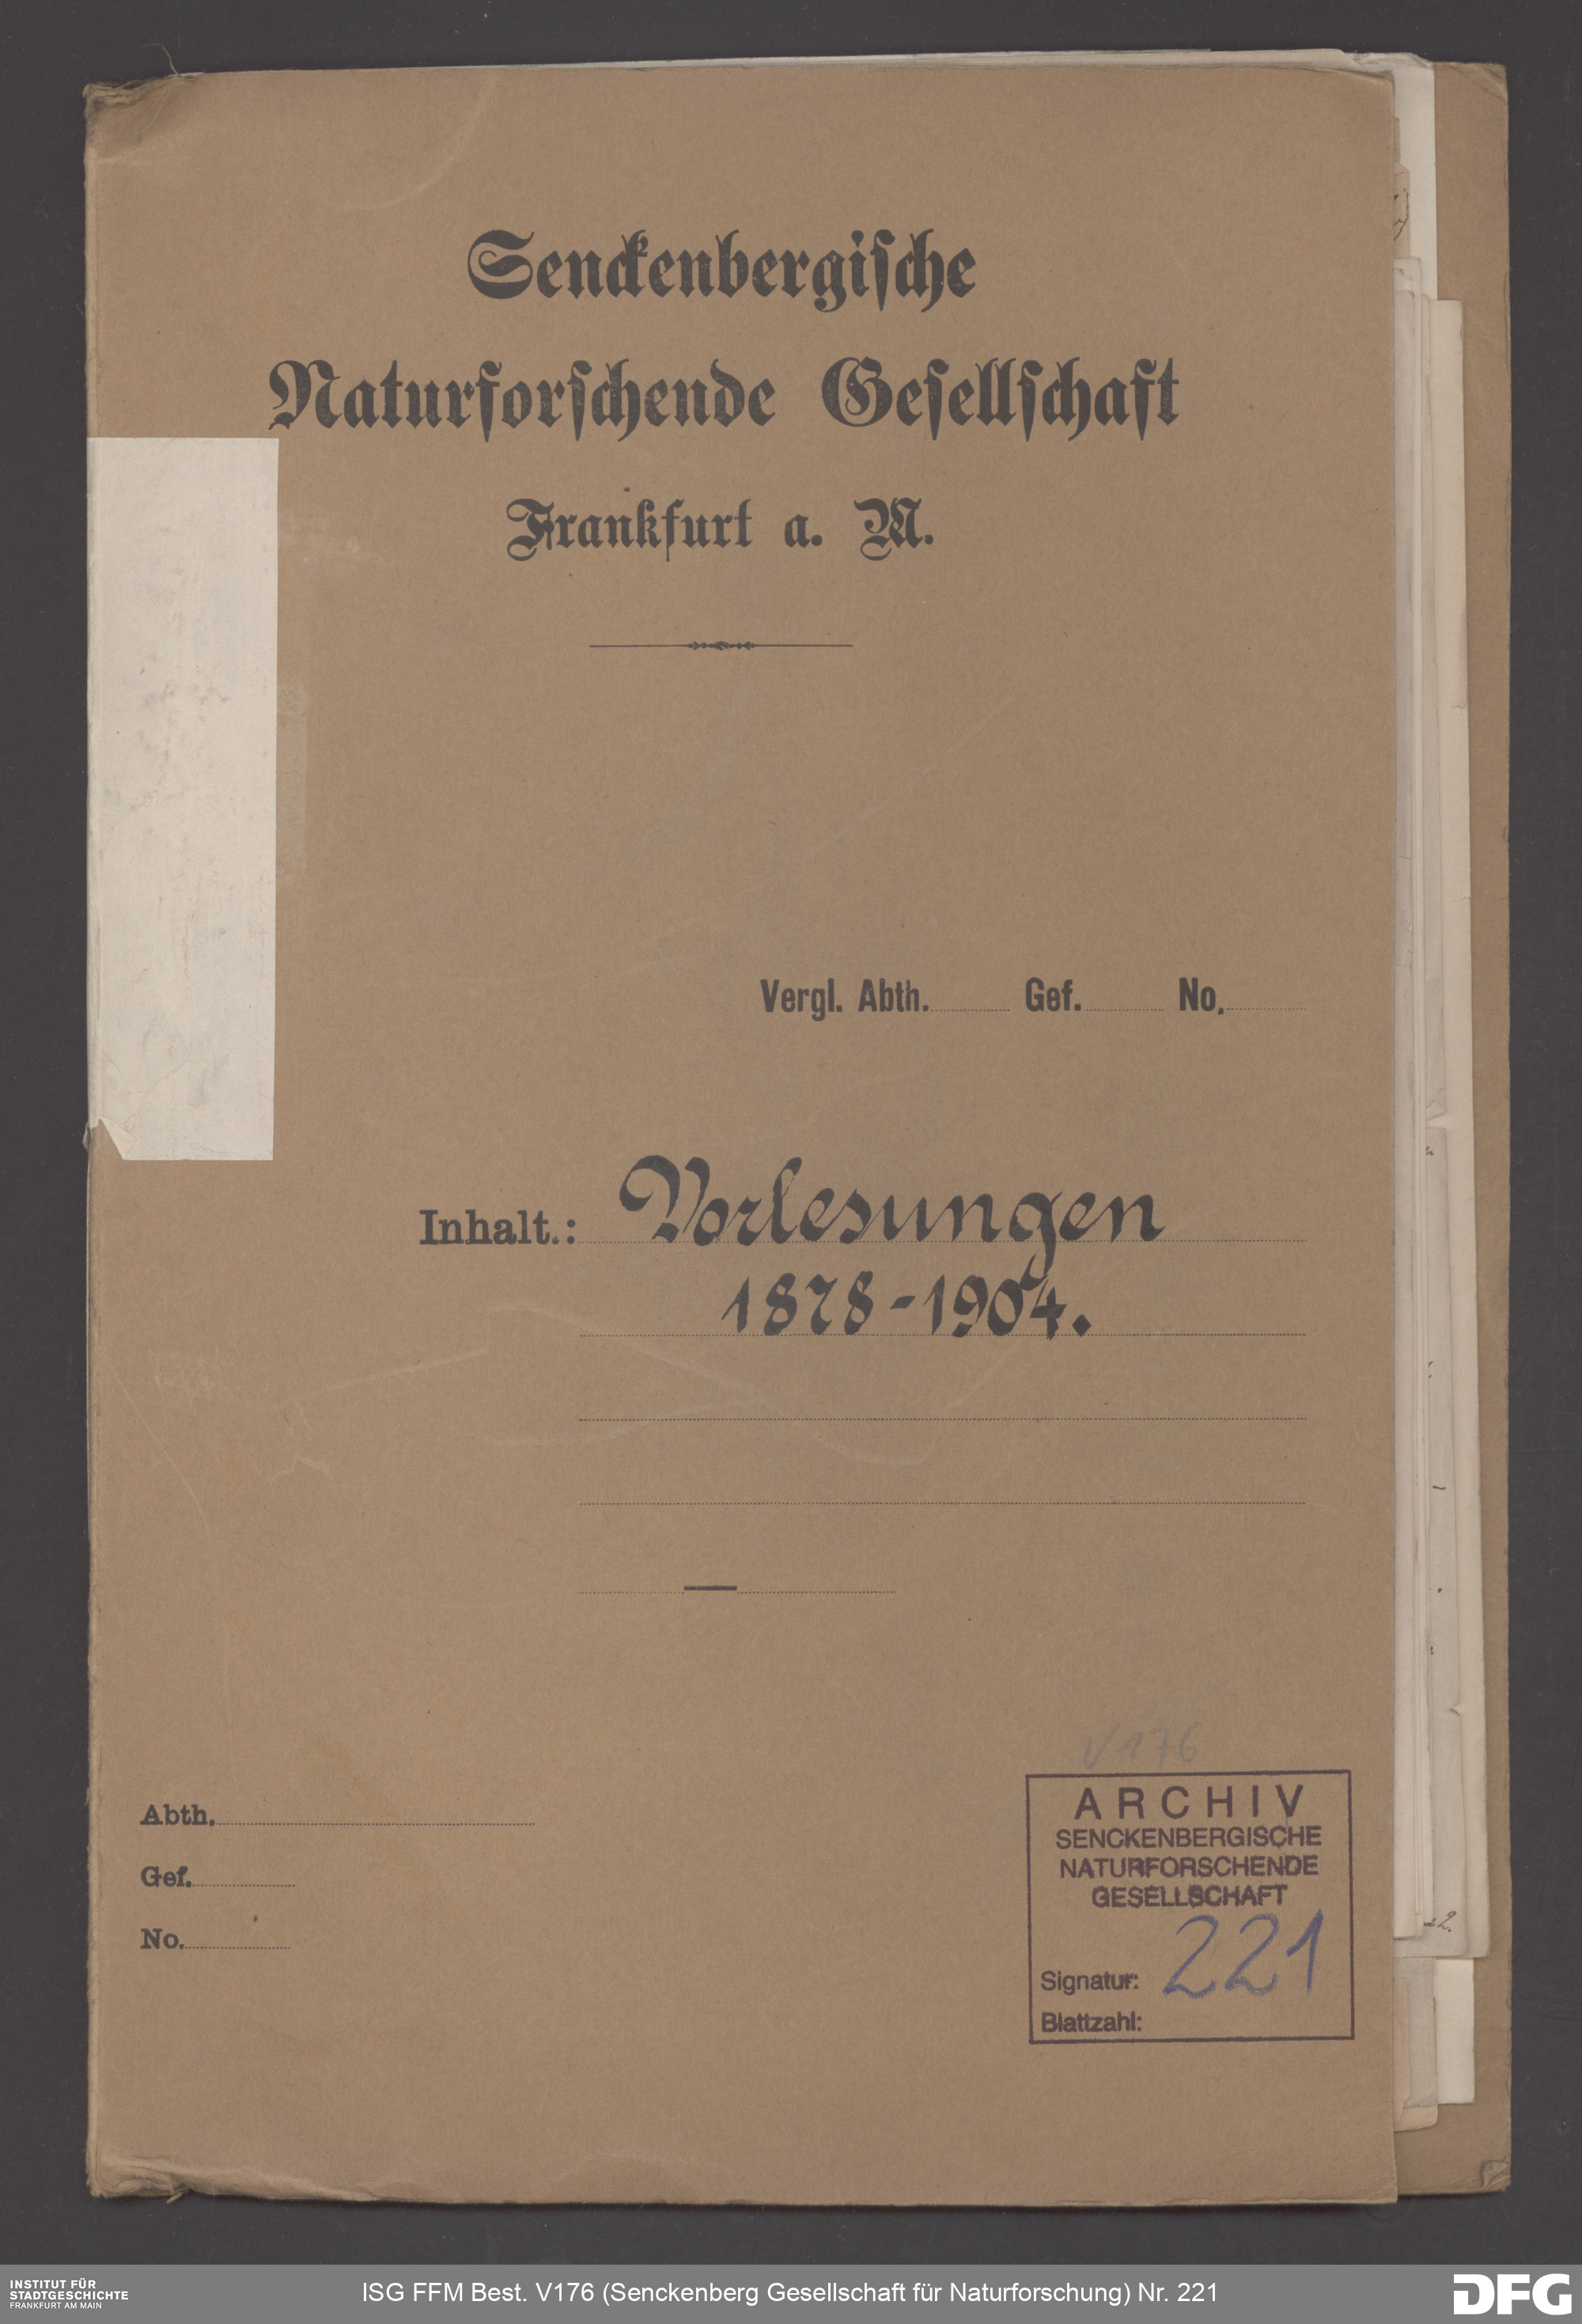 Senckenbergische
Naturforschende Gesellschaft
Frankfurt a. M.
Vergl. Abth. Gef. No.
Inhalt.: Vorlesungen
1878-1904.
V 176
ARCHIV
SENCKENBERGISCHE
NATURFORSCHENDE
GESELLSCHAFT
Signatur: 221
Blattzahl:
Abth.
Gef.
No.
INSTITUT FÜR
STADTGESCHICHTE
FRANKFURT AM MAIN
ISG FFM Best. V176 (Senckenberg Gesellschaft für Naturforschung) Nr. 221
DFG